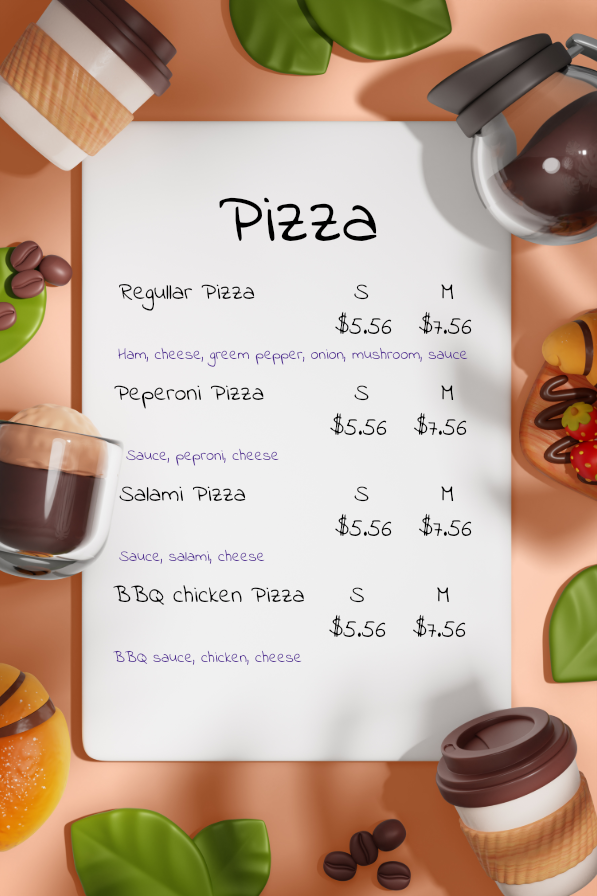 Pizza
Regullar Pizza S M
$5.56 $7.56
Ham, cheese, greem pepper, onion, mushroom, sauce
Peperoni Pizza S M
$5.56 $7.56
Sauce, peproni, cheese
Salami Pizza S M
$5.56 $7.56
Sauce, salami, cheese
BBQ chicken Pizza S M
$5.56 $7.56
BBQ sauce, chicken, cheese